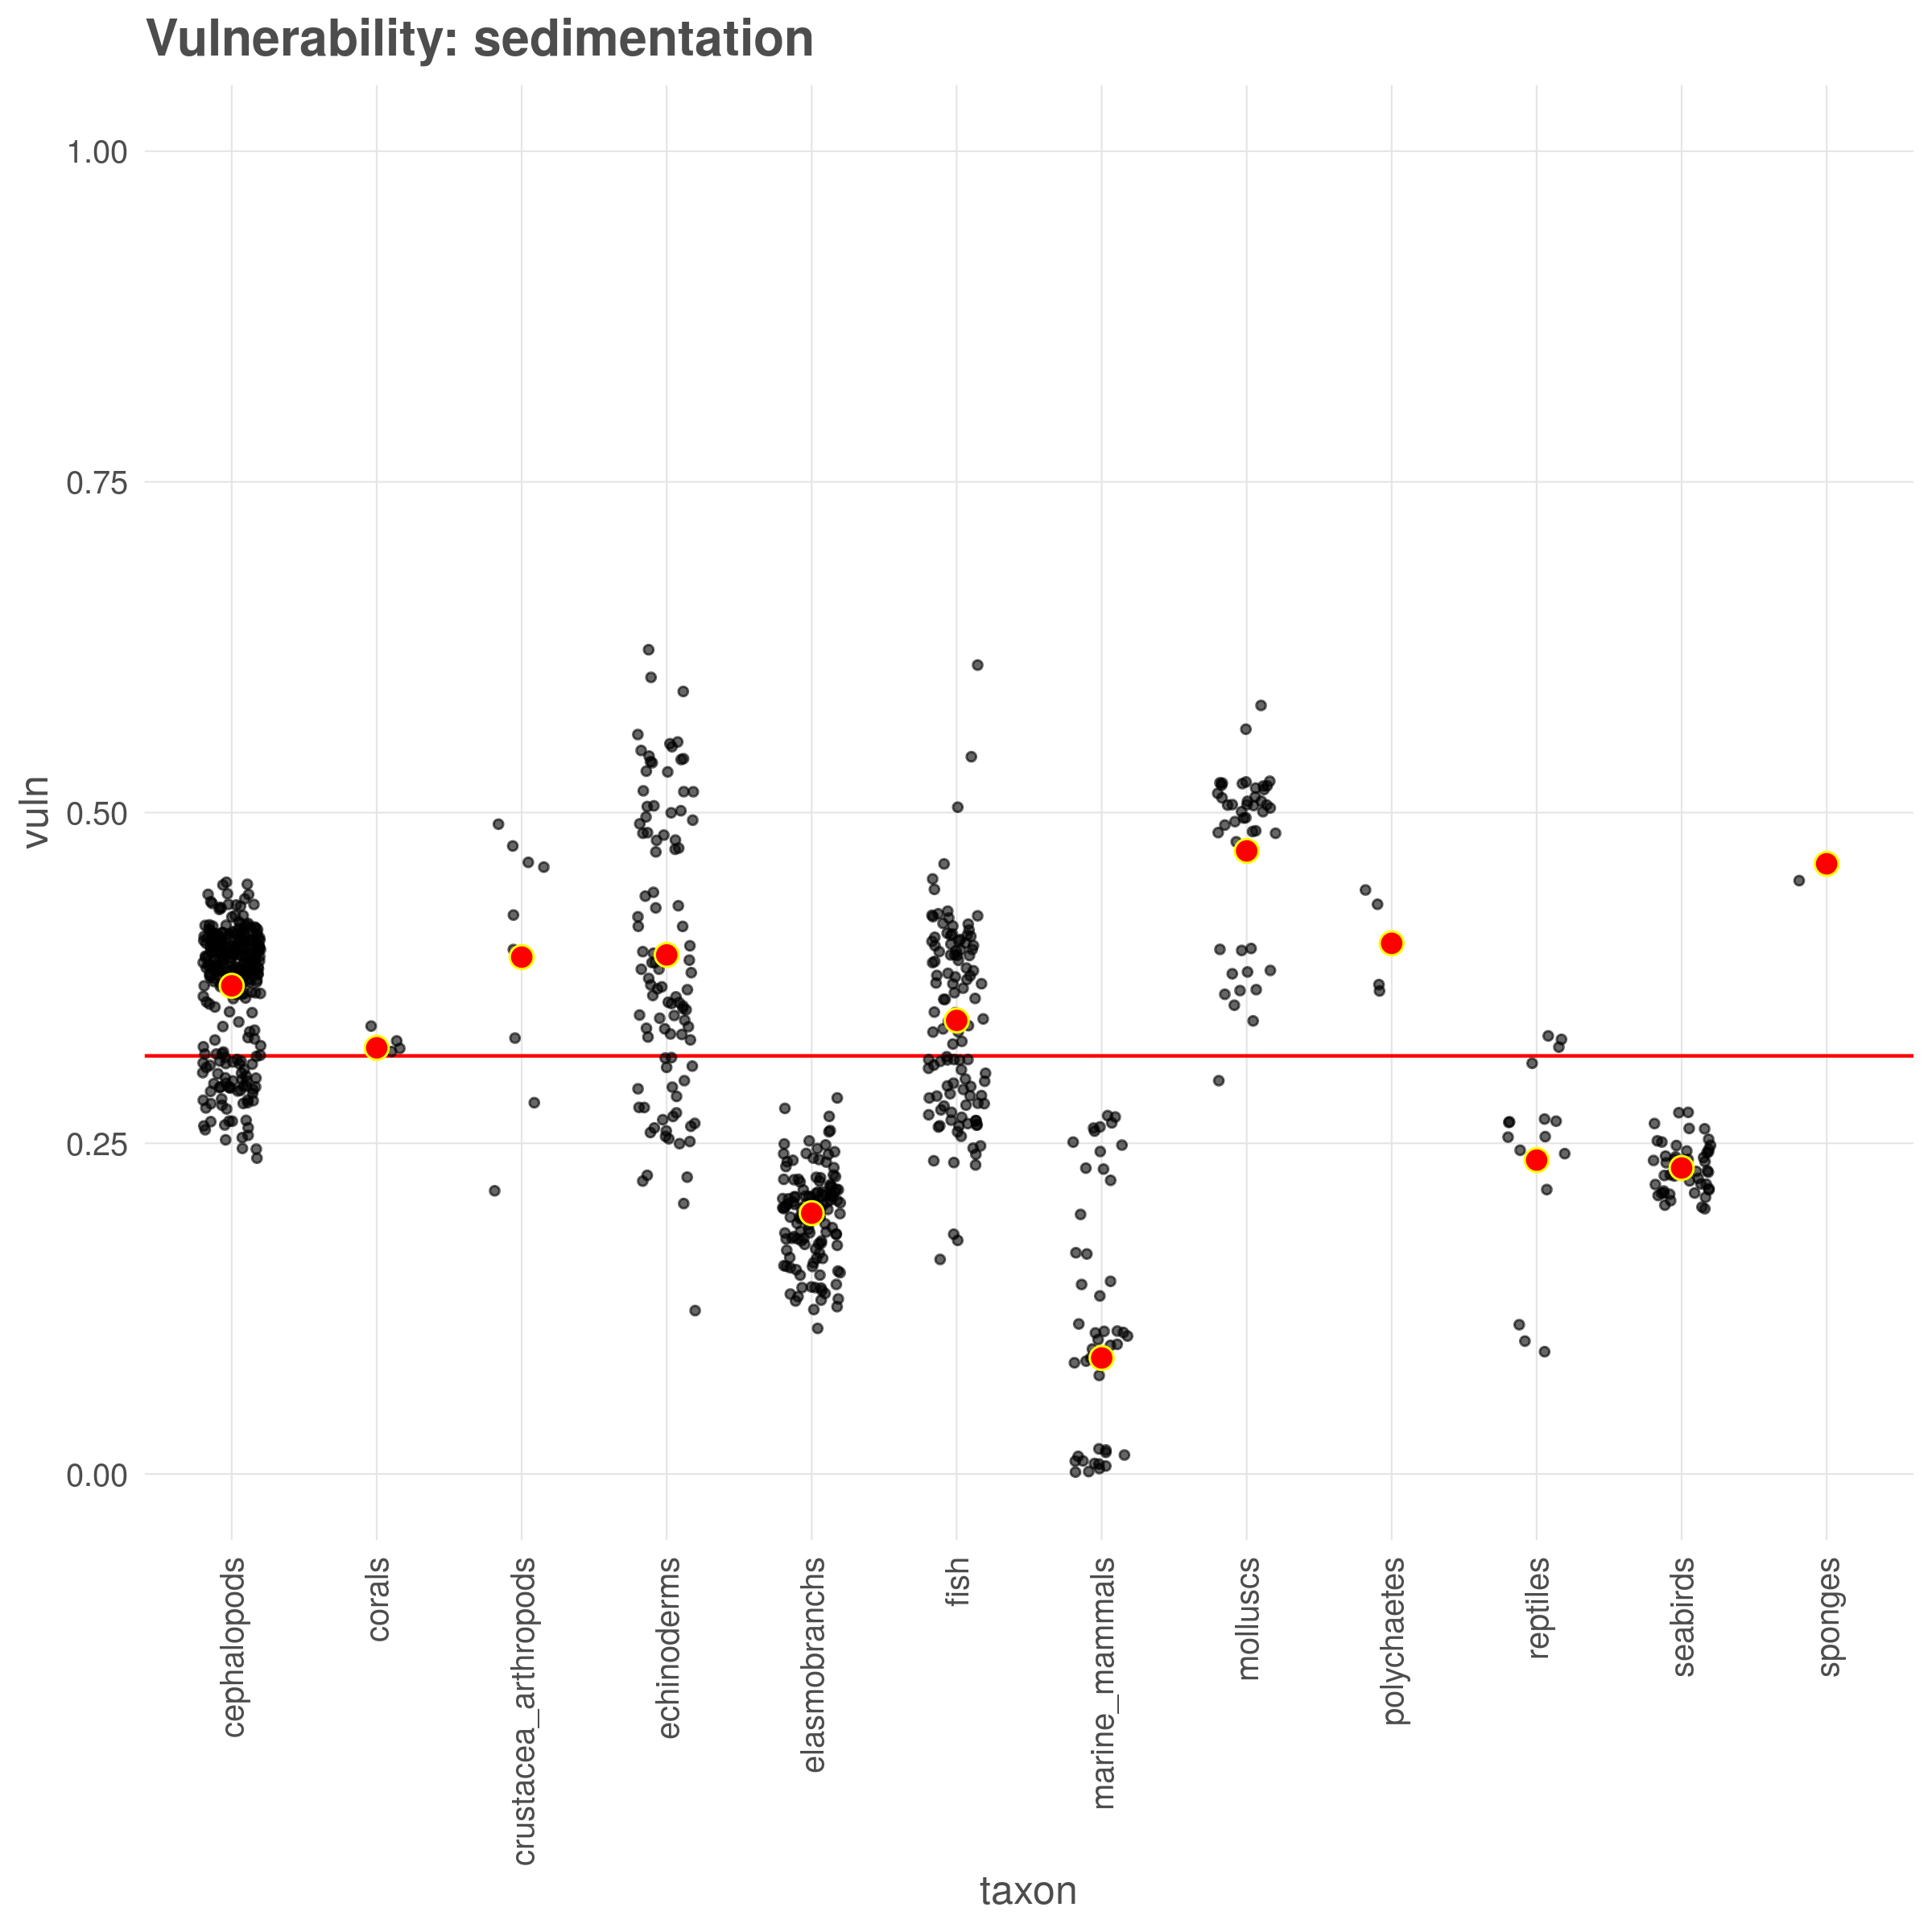 Vulnerability: sedimentation
vuln
1.00
0.75
0.50
0.25
0.00
cephalopods
corals
crustacea_arthropods
echinoderms
elasmobranchs
fish
marine_mammals
molluscs
polychaetes
reptiles
seabirds
sponges
taxon